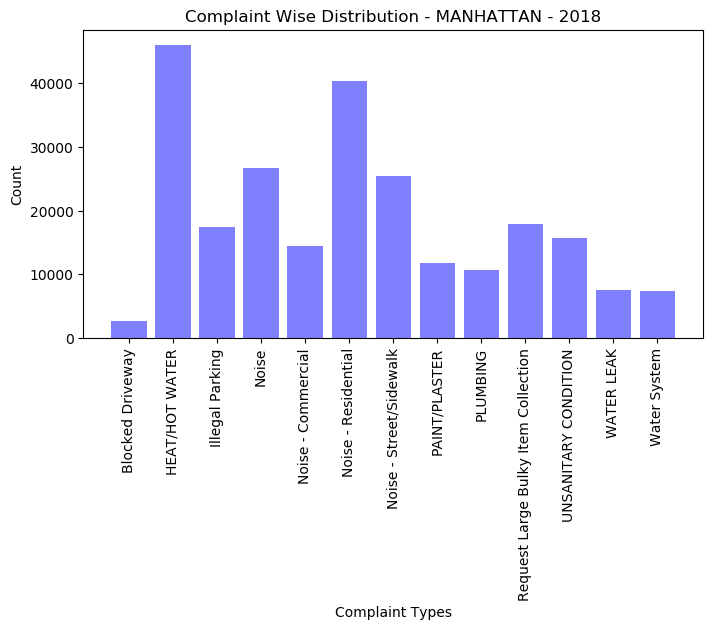 Complaint Wise Distribution - MANHATTAN - 2018
Count
40000
30000
20000
10000
0
Blocked Driveway
HEAT/HOT WATER
Illegal Parking
Noise
Noise - Commercial
Noise - Residential
Noise - Street/Sidewalk
PAINT/PLASTER
PLUMBING
Request Large Bulky Item Collection
UNSANITARY CONDITION
WATER LEAK
Water System
Complaint Types